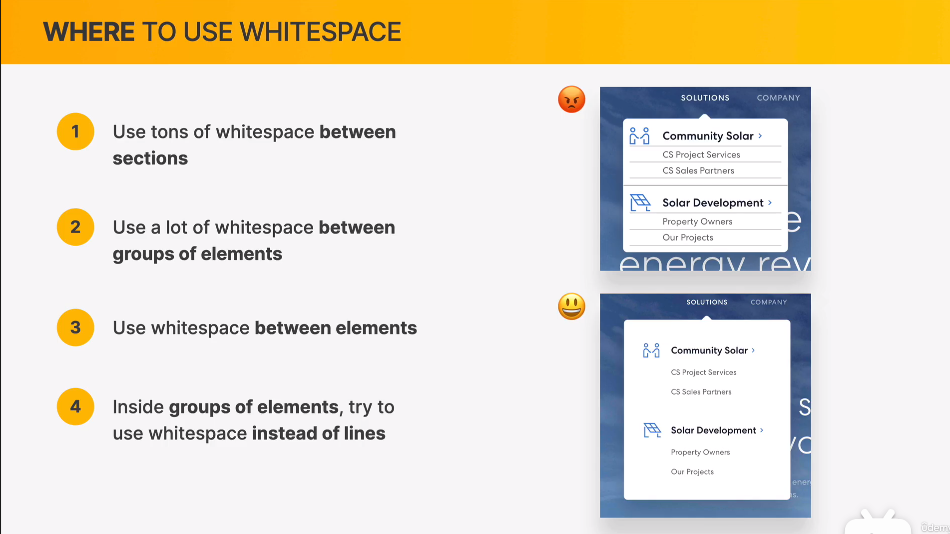 WHERE TO USE WHITESPACE
1
Use tons of whitespace between
sections
2
Use a lot of whitespace between
groups of elements
3
Use whitespace between elements
4
Inside groups of elements, try to
use whitespace instead of lines
SOLUTIONS COMPANY
Community Solar >
CS Project Services
CS Sales Partners
Solar Development >
Property Owners
Our Projects
e
energy rev
SOLUTIONS COMPANY
Community Solar >
CS Project Services
CS Sales Partners
Solar Development >
Property Owners
Our Projects
s
Udemy